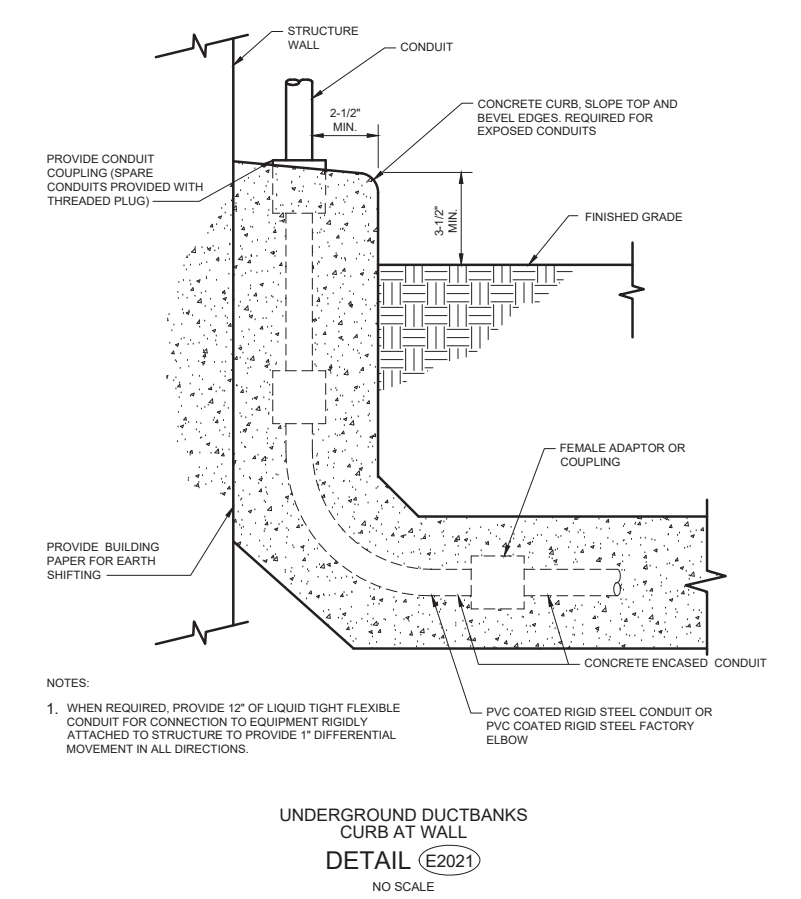 STRUCTURE
WALL
CONDUIT
2-1/2"
MIN.
CONCRETE CURB, SLOPE TOP AND
BEVEL EDGES. REQUIRED FOR
EXPOSED CONDUITS
PROVIDE CONDUIT
COUPLING (SPARE
CONDUITS PROVIDED WITH
THREADED PLUG)
3-1/2"
MIN.
FINISHED GRADE
FEMALE ADAPTOR OR
COUPLING
PROVIDE BUILDING
PAPER FOR EARTH
SHIFTING
CONCRETE ENCASED CONDUIT
PVC COATED RIGID STEEL CONDUIT OR
PVC COATED RIGID STEEL FACTORY
ELBOW
NOTES:
1. WHEN REQUIRED, PROVIDE 12" OF LIQUID TIGHT FLEXIBLE
CONDUIT FOR CONNECTION TO EQUIPMENT RIGIDLY
ATTACHED TO STRUCTURE TO PROVIDE 1" DIFFERENTIAL
MOVEMENT IN ALL DIRECTIONS.
UNDERGROUND DUCTBANKS
CURB AT WALL
DETAIL E2021
NO SCALE